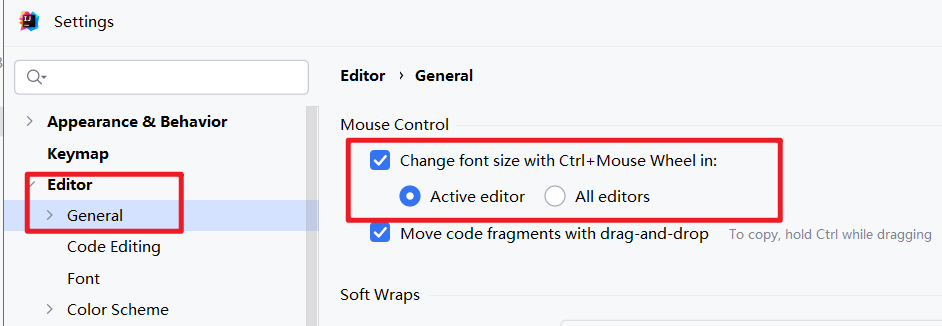 Settings
Editor › General
Appearance & Behavior
Mouse Control
Keymap
Change font size with Ctrl+Mouse Wheel in:
Editor
Active editor All editors
General
Move code fragments with drag-and-drop To copy, hold Ctrl while dragging
Code Editing
Font
Soft Wraps
Color Scheme